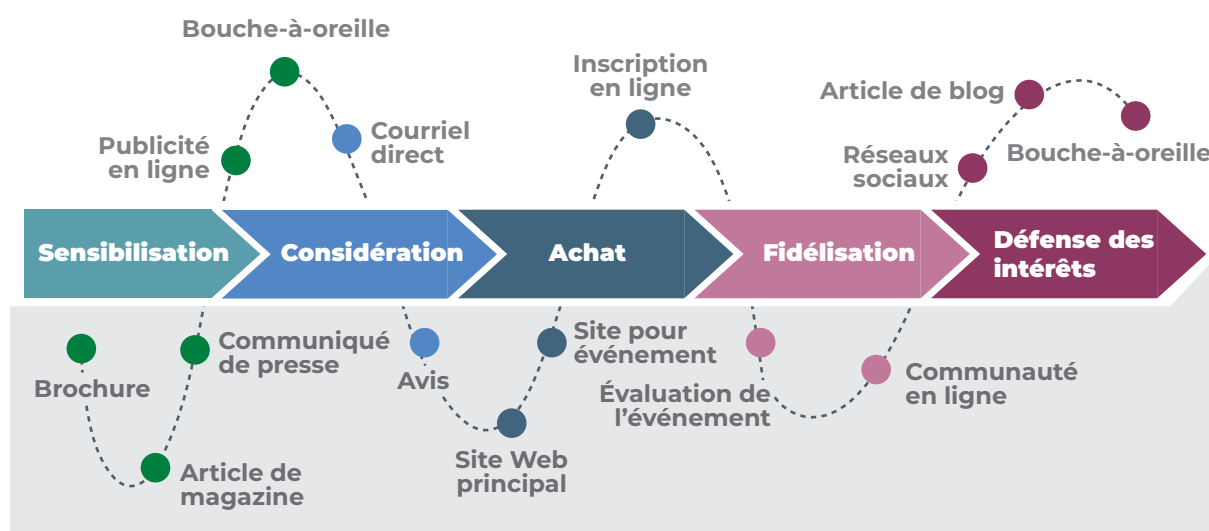 Bouche-à-oreille
Publicité
en ligne
Courriel
direct
Inscription
en ligne
Article de blog
Réseaux
sociaux
Bouche-à-oreille
Sensibilisation
Considération
Achat
Fidélisation
Défense des
intérêts
Brochure
Communiqué
de presse
Article de
magazine
Avis
Site Web
principal
Site pour
événement
Évaluation de
l’événement
Communauté
en ligne